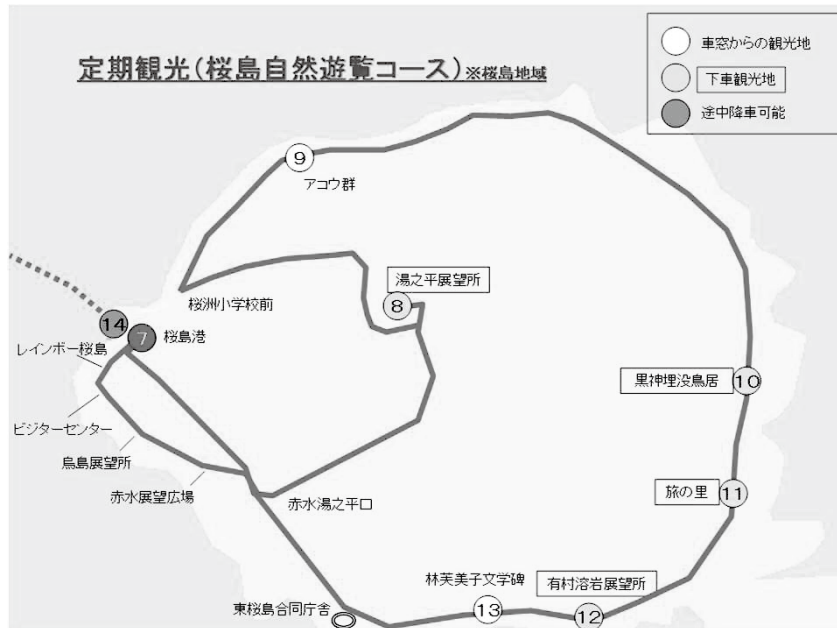 定期観光(桜島自然遊覧コース)※桜島地域
車窓からの観光地
下車観光地
途中降車可能
9
アコウ群
湯之平展望所
8
桜洲小学校前
14
7
桜島港
レインボー桜島
ビジターセンター
烏島展望所
赤水展望広場
赤水湯之平口
黒神埋没鳥居
10
旅の里
11
林芙美子文学碑
13
有村溶岩展望所
12
東桜島合同庁舎